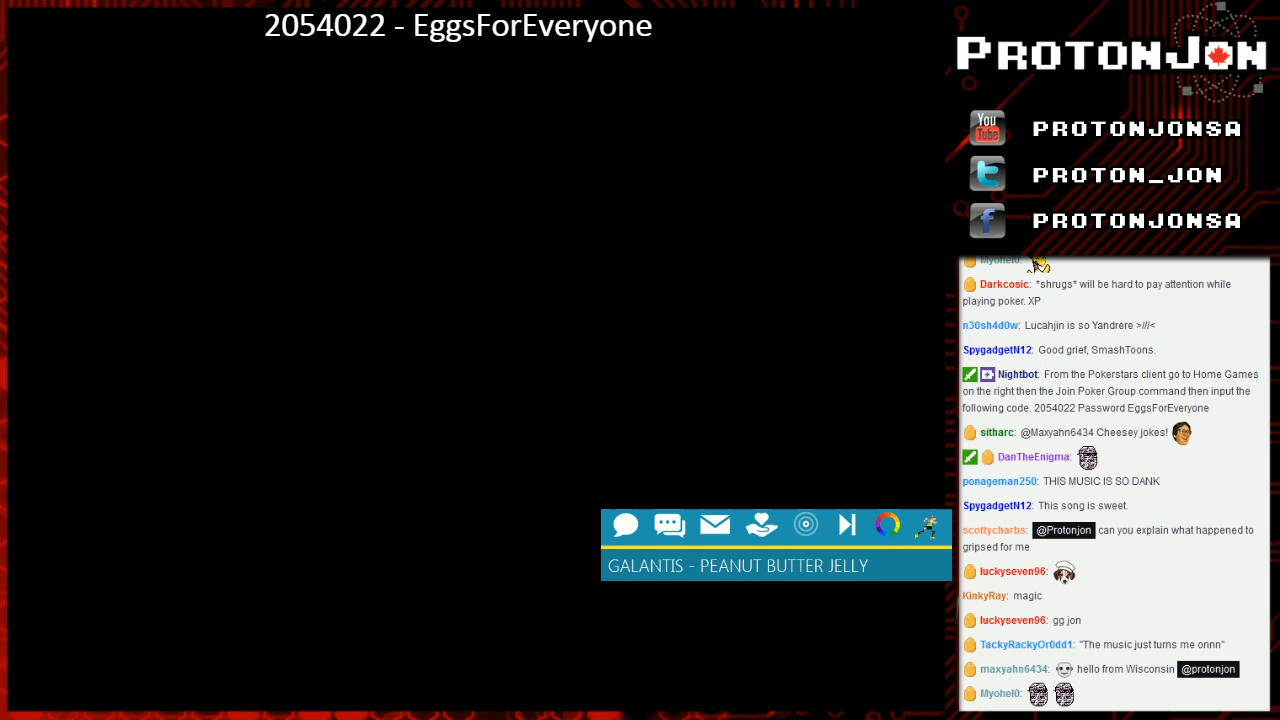 2054022 - EggsForEveryone
PROTONJON
You
Tube
PROTONJONSA
PROTON_JON
PROTONJONSA
Myohel0:
Darkcosic: *shrugs* will be hard to pay attention while
playing poker. XP
n30sh4d0w: Lucahjin is so Yandrere >///<
SpygadgetN12: Good grief, SmashToons.
Nightbot: From the Pokerstars client go to Home Games
on the right then the Join Poker Group command then input the
following code. 2054022 Password EggsForEveryone
sitharc: @Maxyahn6434 Cheesey jokes!
DanTheEnigma:
ponageman250: THIS MUSIC IS SO DANK
SpygadgetN12: This song is sweet.
scottycharbs: @Protonjon can you explain what happened to
gripsed for me
luckyseven96:
KinkyRay: magic
luckyseven96: gg jon
TackyRackyOr0dd1: "The music just turns me onnn"
maxyahn6434: hello from Wisconsin @protonjon
Myohel0:
GALANTIS - PEANUT BUTTER JELLY